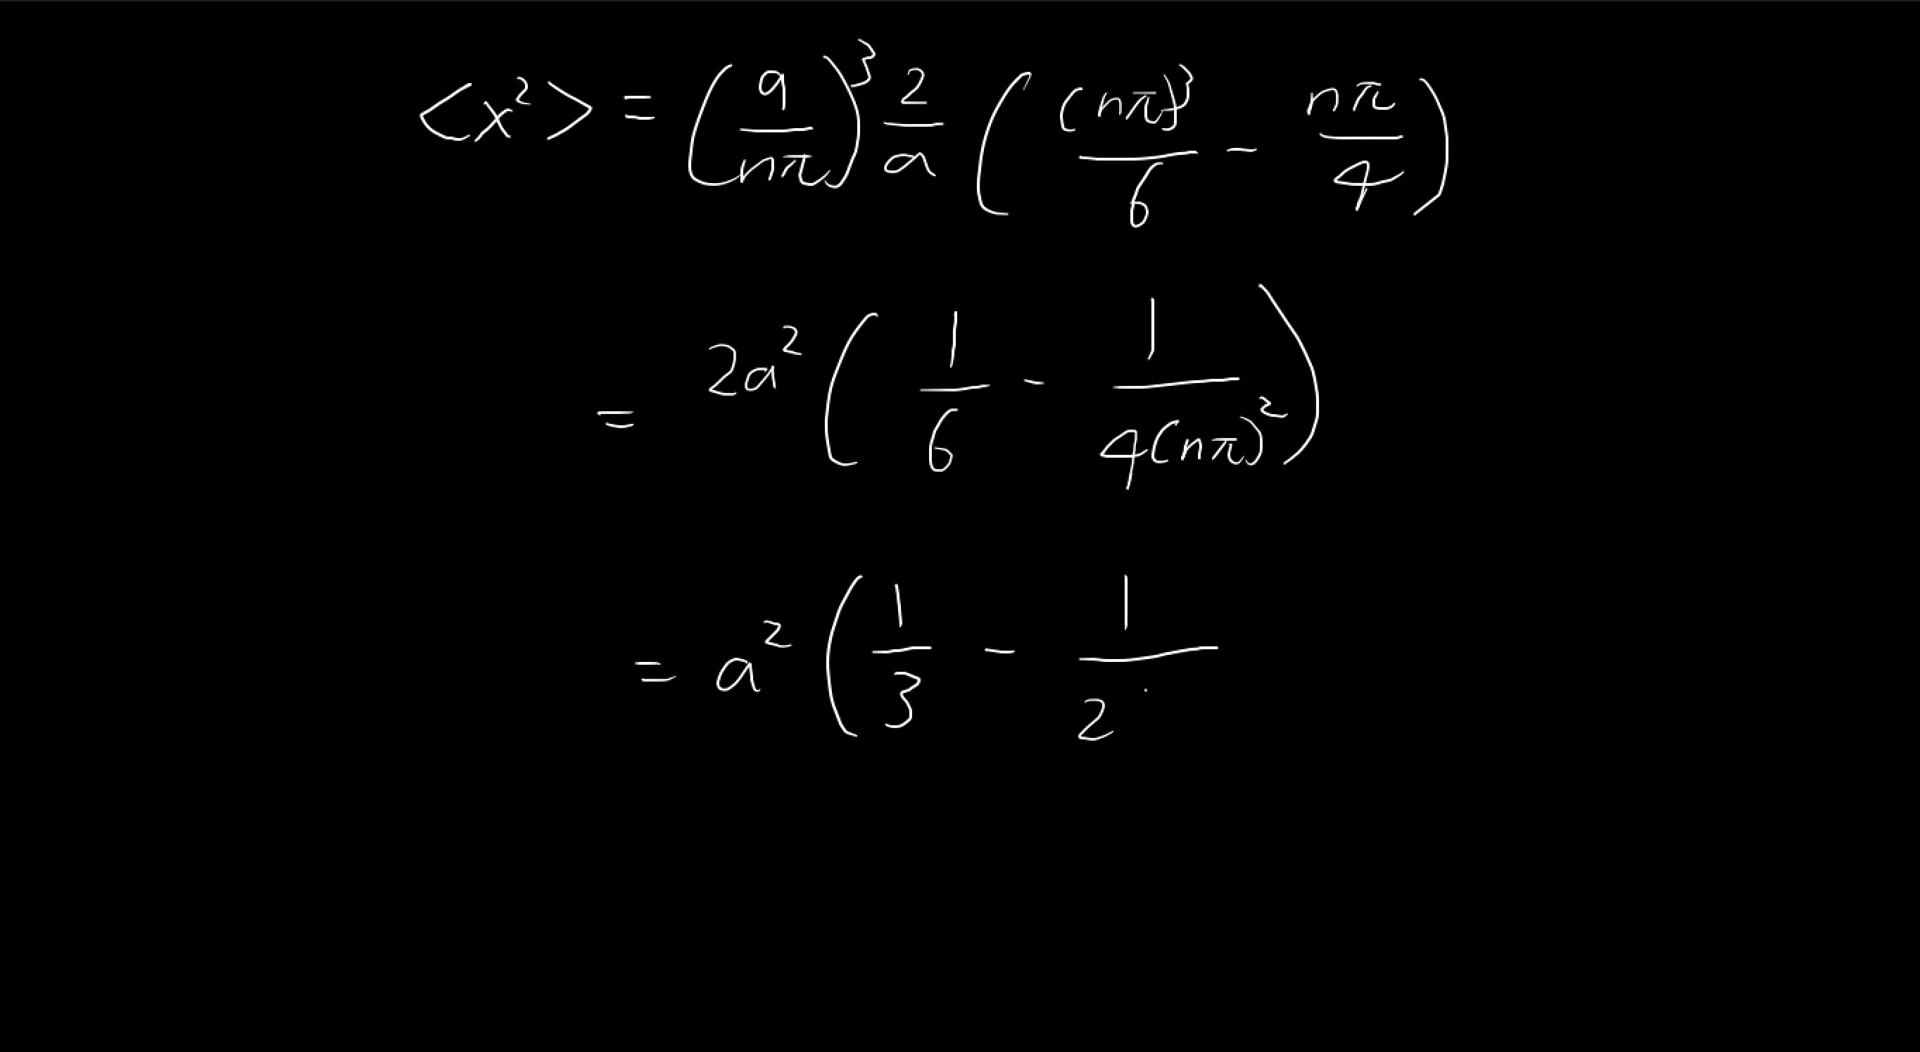 <x²> = (a/nπ)³ 2/a ((nπ)³/6 - nπ/4)
= 2a² (1/6 - 1/4(nπ)²)
= a² (1/3 - 1/2